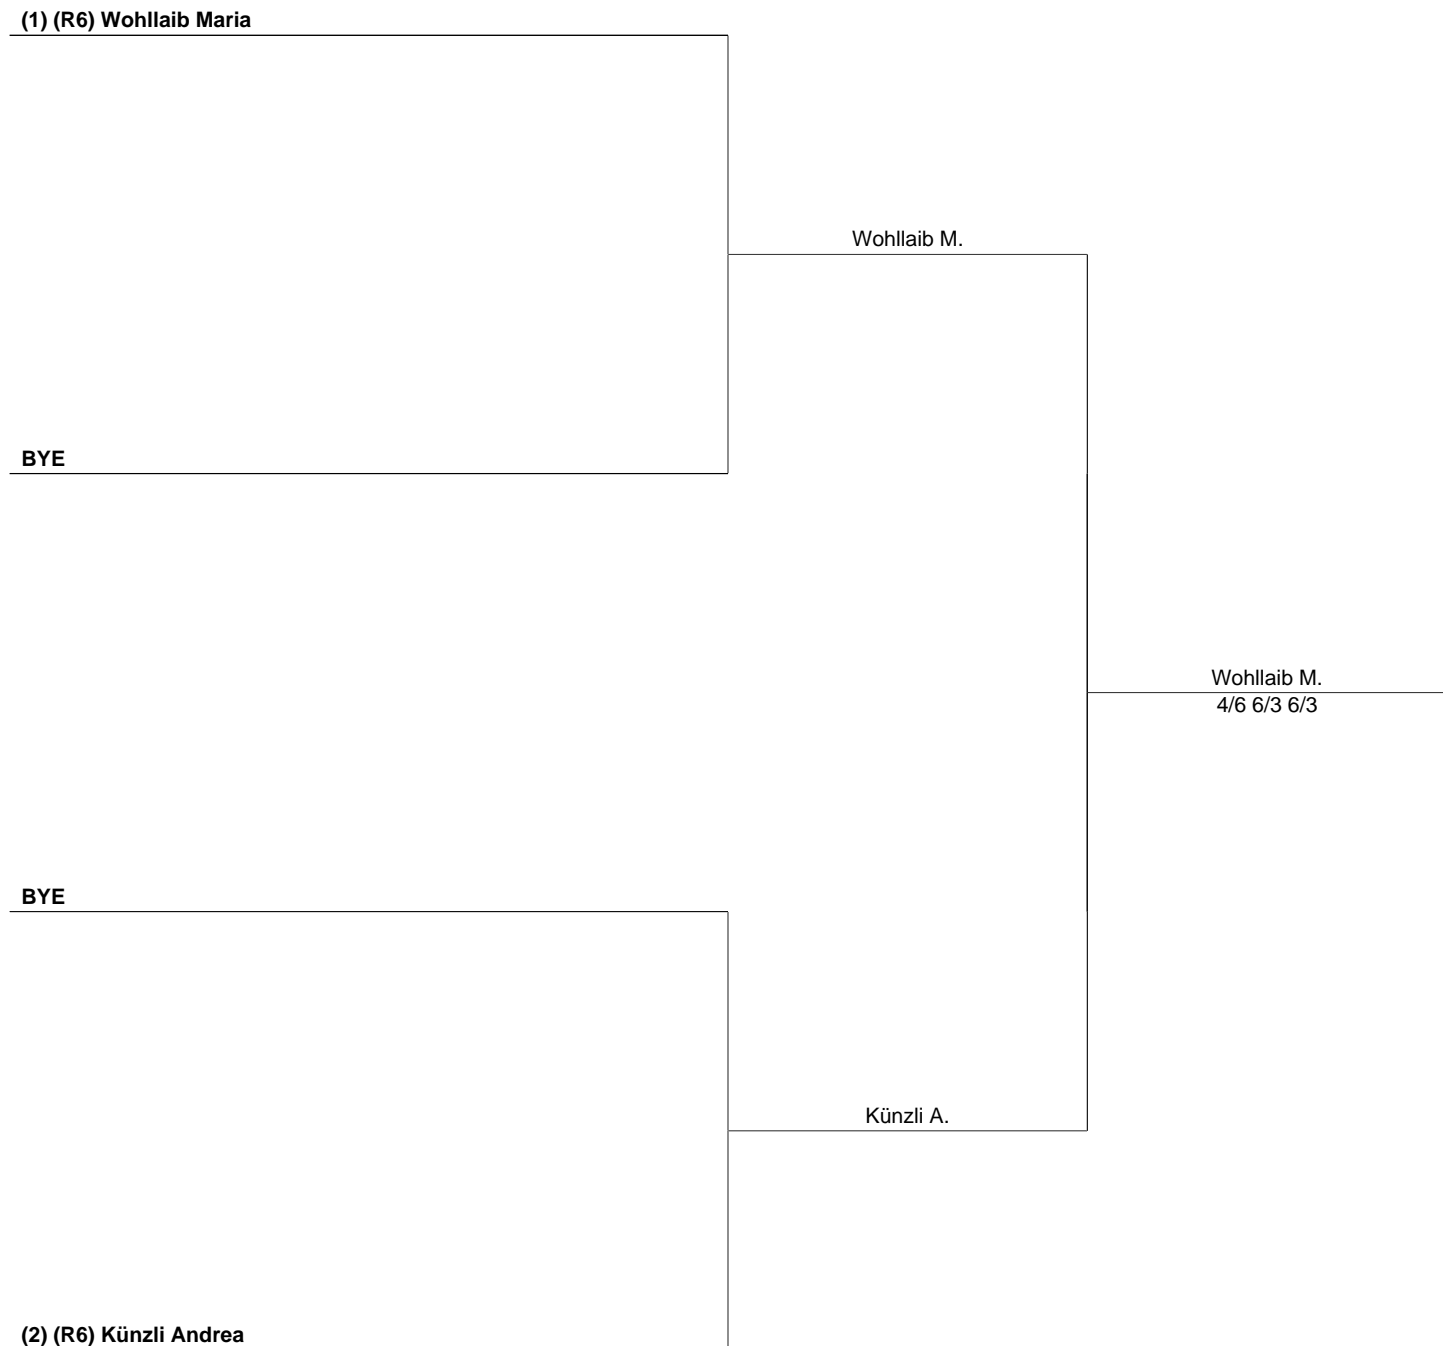 (1) (R6) Wohllaib Maria
Wohllaib M.
BYE
Wohllaib M.
4/6 6/3 6/3
BYE
Künzli A.
(2) (R6) Künzli Andrea